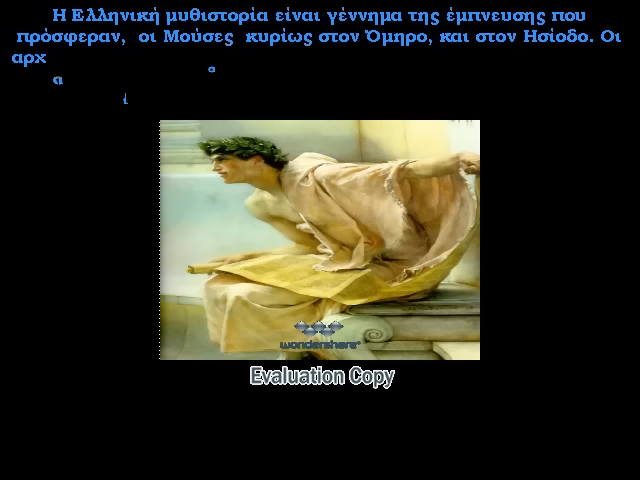 Η Ελληνική μυθιστορία είναι γέννημα της έμπνευσης που
πρόσφεραν, οι Μούσες κυρίως στον Όμηρο, και στον Ησίοδο. Οι
αρχ
wondershare
Evaluation Copy